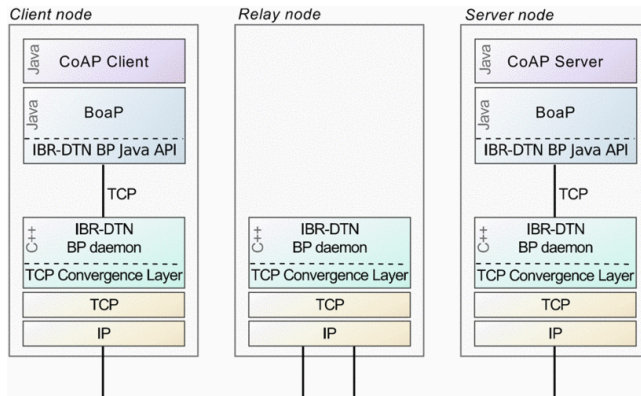 Client node
Java
CoAP Client
Java
BoaP
IBR-DTN BP Java API
TCP
C++
IBR-DTN
BP daemon
TCP Convergence Layer
TCP
IP
Relay node
C++
IBR-DTN
BP daemon
TCP Convergence Layer
TCP
IP
Server node
Java
CoAP Server
Java
BoaP
IBR-DTN BP Java API
TCP
C++
IBR-DTN
BP daemon
TCP Convergence Layer
TCP
IP